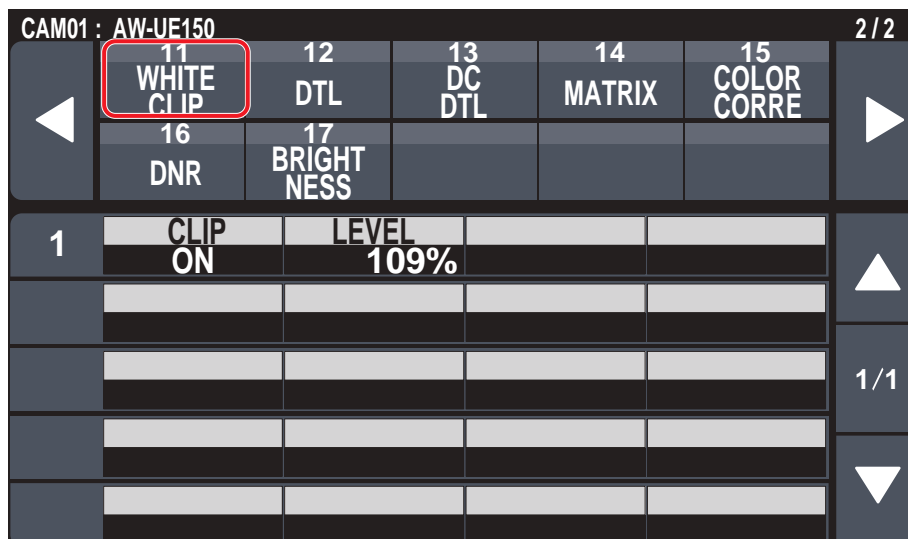 CAM01 : AW-UE150 2 / 2
11 12 13 14 15
WHITE CLIP DTL DC DTL MATRIX COLOR CORRE
16 17
DNR BRIGHT NESS
1 CLIP LEVEL
ON 109%
1/1